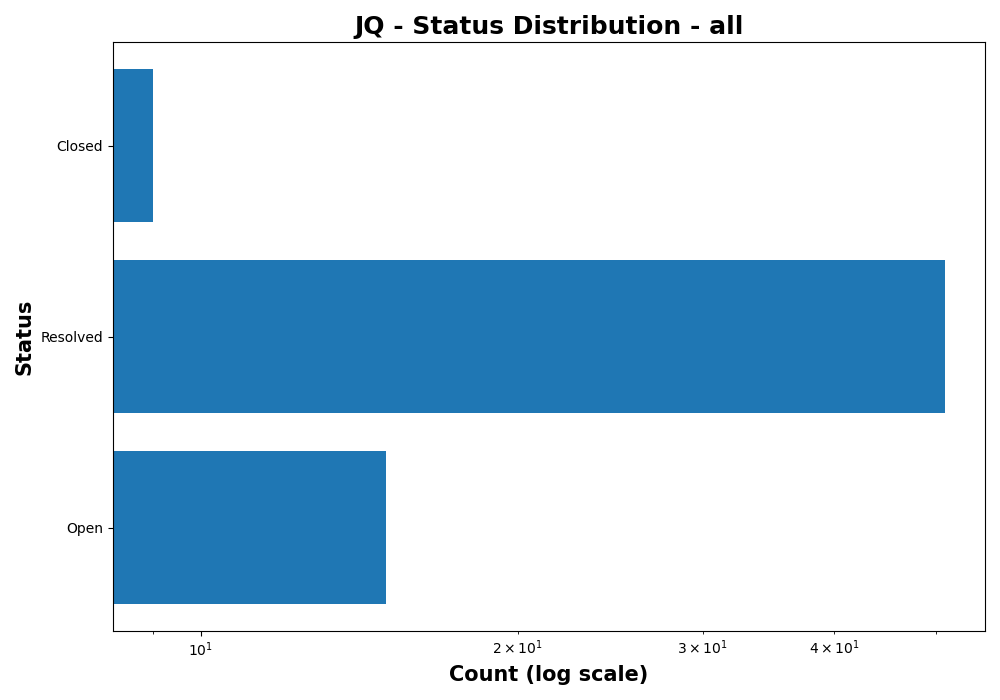 JQ - Status Distribution - all
Status
Closed
Resolved
Open
10¹
2 × 10¹
3 × 10¹
4 × 10¹
Count (log scale)